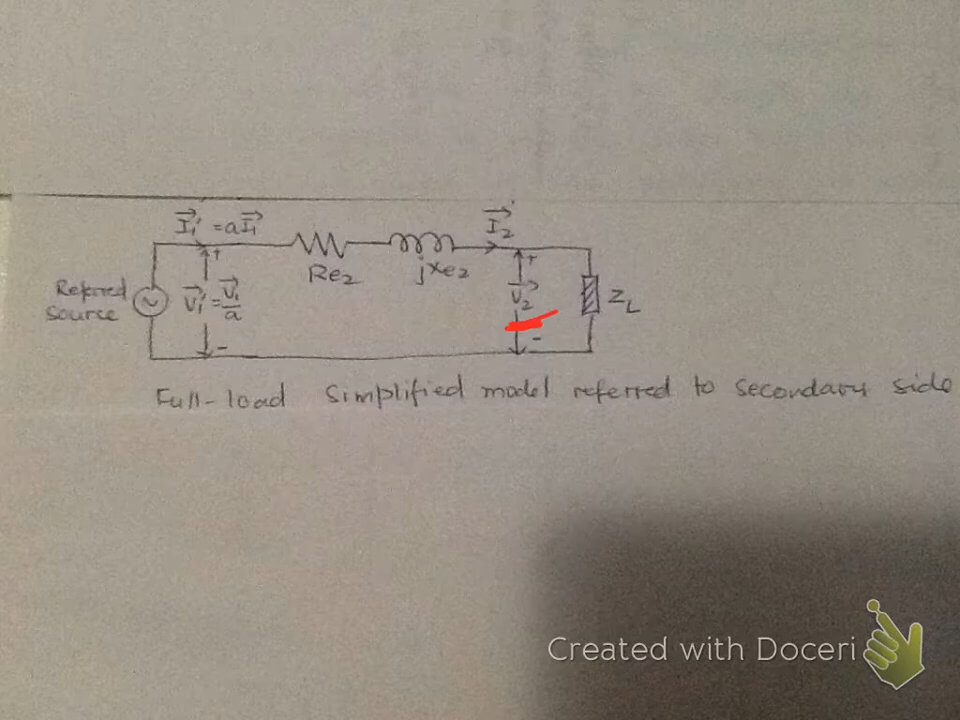 I₁' = aI₁
I₂
+
+
Re₂
jXe₂
Referred
source
V₁' = V₁/a
V₂
Z_L
-
-
Full-load Simplified model referred to secondary side
Created with Doceri